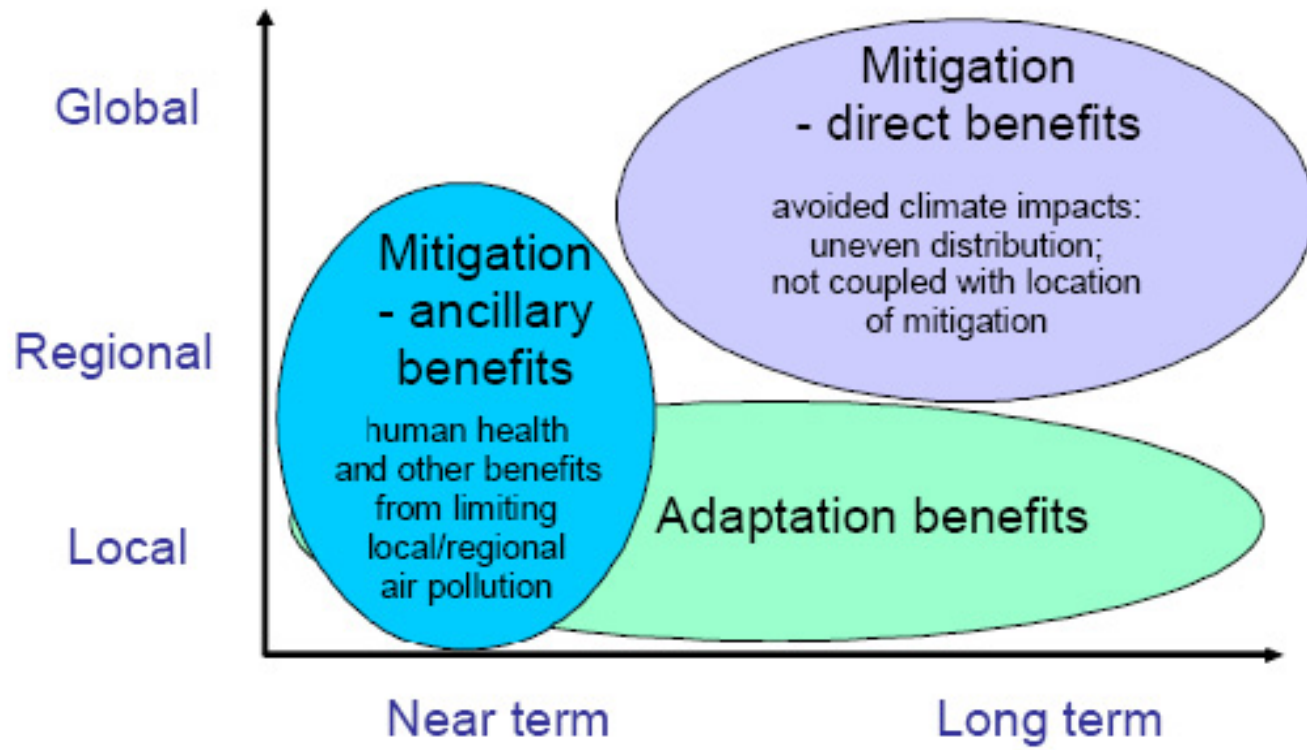 Global
Regional
Local
Mitigation
- direct benefits
avoided climate impacts:
uneven distribution;
not coupled with location
of mitigation
Mitigation
- ancillary
benefits
human health
and other benefits
from limiting
local/regional
air pollution
Adaptation benefits
Near term
Long term